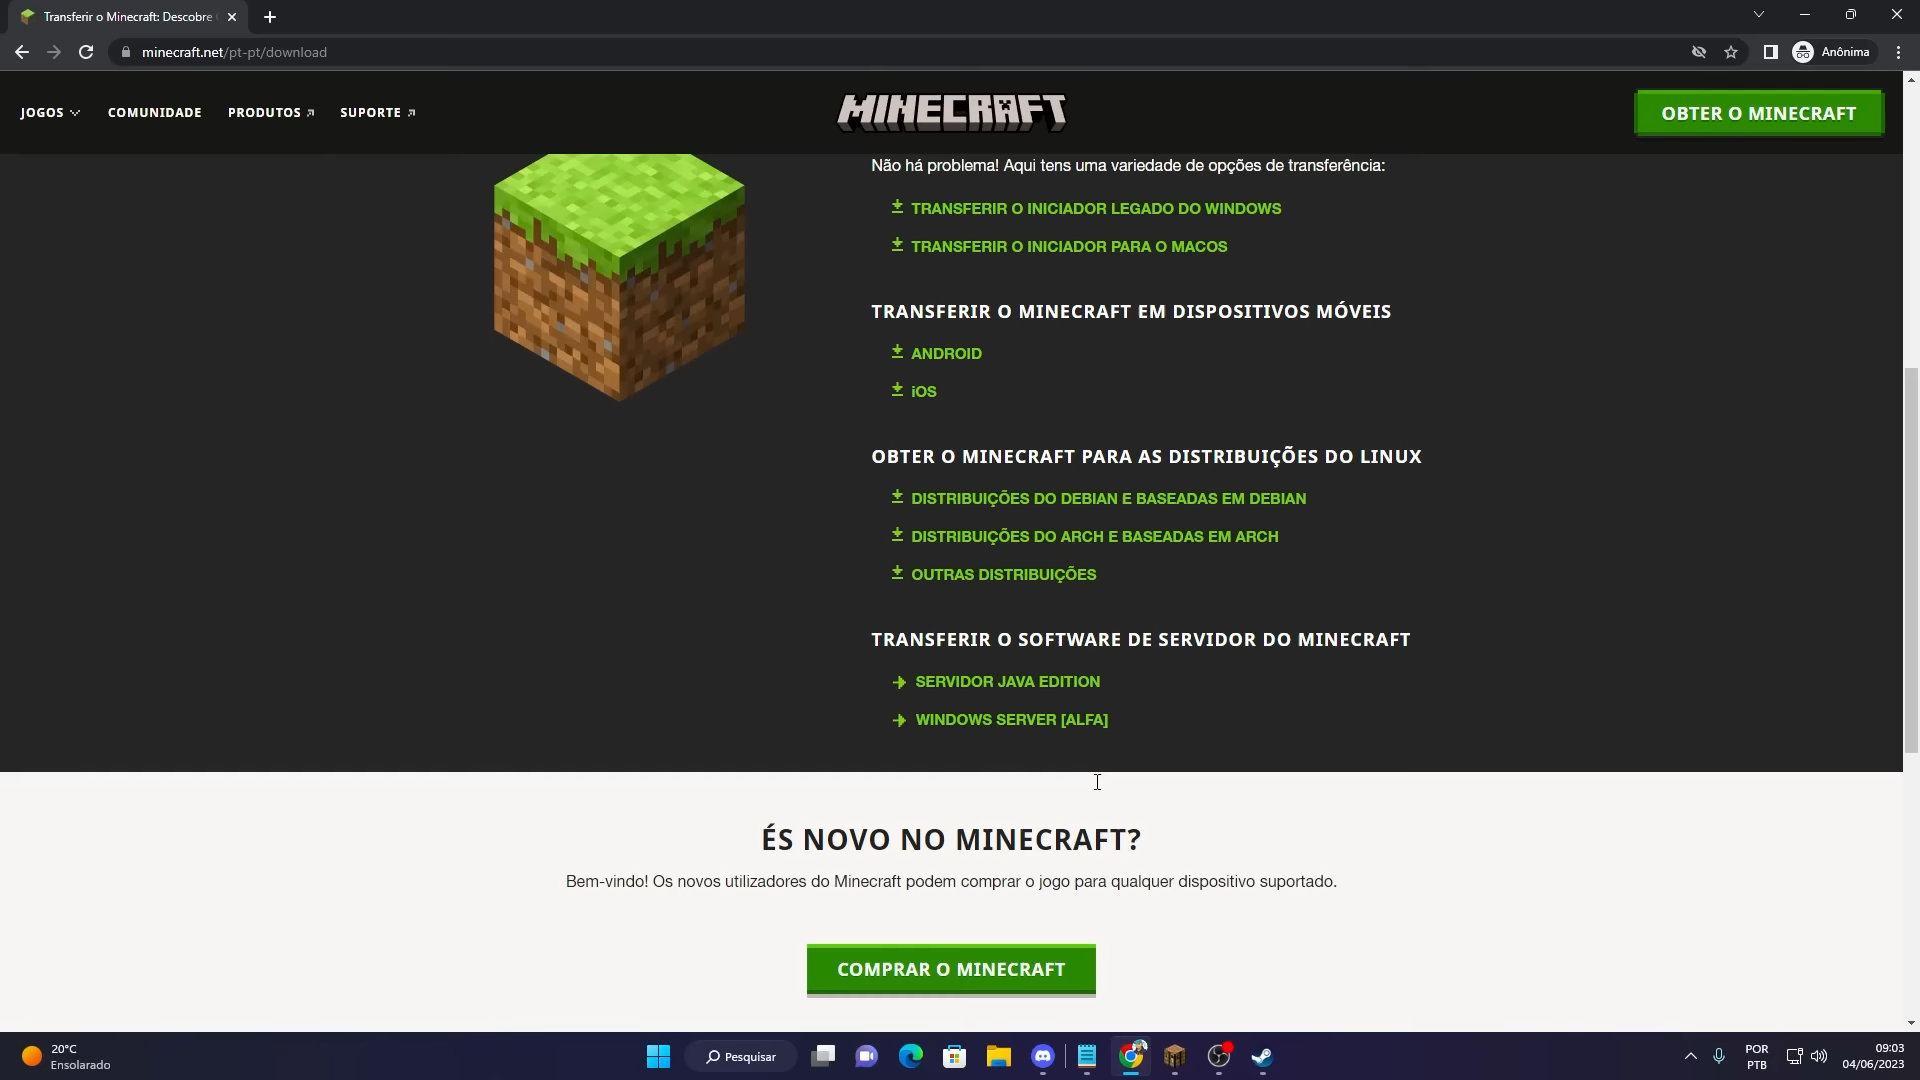 Transferir o Minecraft: Descobre
minecraft.net/pt-pt/download
Anónima
JOGOS
COMUNIDADE
PRODUTOS
SUPORTE
MINECRAFT
OBTER O MINECRAFT
Não há problema! Aqui tens uma variedade de opções de transferência:
TRANSFERIR O INICIADOR LEGADO DO WINDOWS
TRANSFERIR O INICIADOR PARA O MACOS
TRANSFERIR O MINECRAFT EM DISPOSITIVOS MÓVEIS
ANDROID
iOS
OBTER O MINECRAFT PARA AS DISTRIBUIÇÕES DO LINUX
DISTRIBUIÇÕES DO DEBIAN E BASEADAS EM DEBIAN
DISTRIBUIÇÕES DO ARCH E BASEADAS EM ARCH
OUTRAS DISTRIBUIÇÕES
TRANSFERIR O SOFTWARE DE SERVIDOR DO MINECRAFT
SERVIDOR JAVA EDITION
WINDOWS SERVER [ALFA]
ÉS NOVO NO MINECRAFT?
Bem-vindo! Os novos utilizadores do Minecraft podem comprar o jogo para qualquer dispositivo suportado.
COMPRAR O MINECRAFT
20°C
Ensolarado
Pesquisar
POR
PTB
09:03
04/06/2023